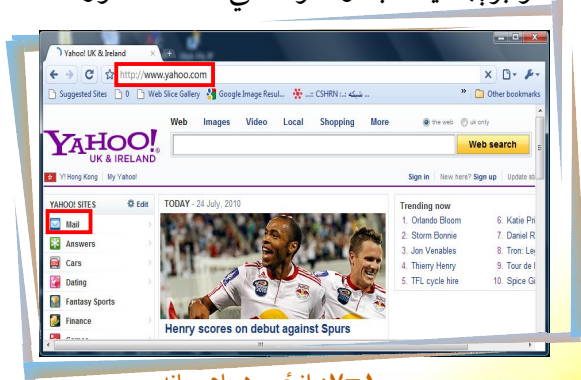 Yahoo! UK & Ireland
http://www.yahoo.com
Suggested Sites
0
Web Slice Gallery
Google Image Resul...
..:: CSHRN ::.. شبكه ...
»
Other bookmarks
Web Images Video Local Shopping More
the web
uk only
YAHOO!®
UK & IRELAND
Web search
Y! Hong Kong
My Yahoo!
Sign in
New here? Sign up
Update
YAHOO! SITES
Edit
Mail
Answers
Cars
Dating
Fantasy Sports
Finance
TODAY - 24 July, 2010
Henry scores on debut against Spurs
Trending now
1. Orlando Bloom
2. Storm Bonnie
3. Jon Venables
4. Thierry Henry
5. TFL cycle hire
6. Katie Pri
7. Daniel R
8. Tron: Le
9. Tour de
10. Spice Gi